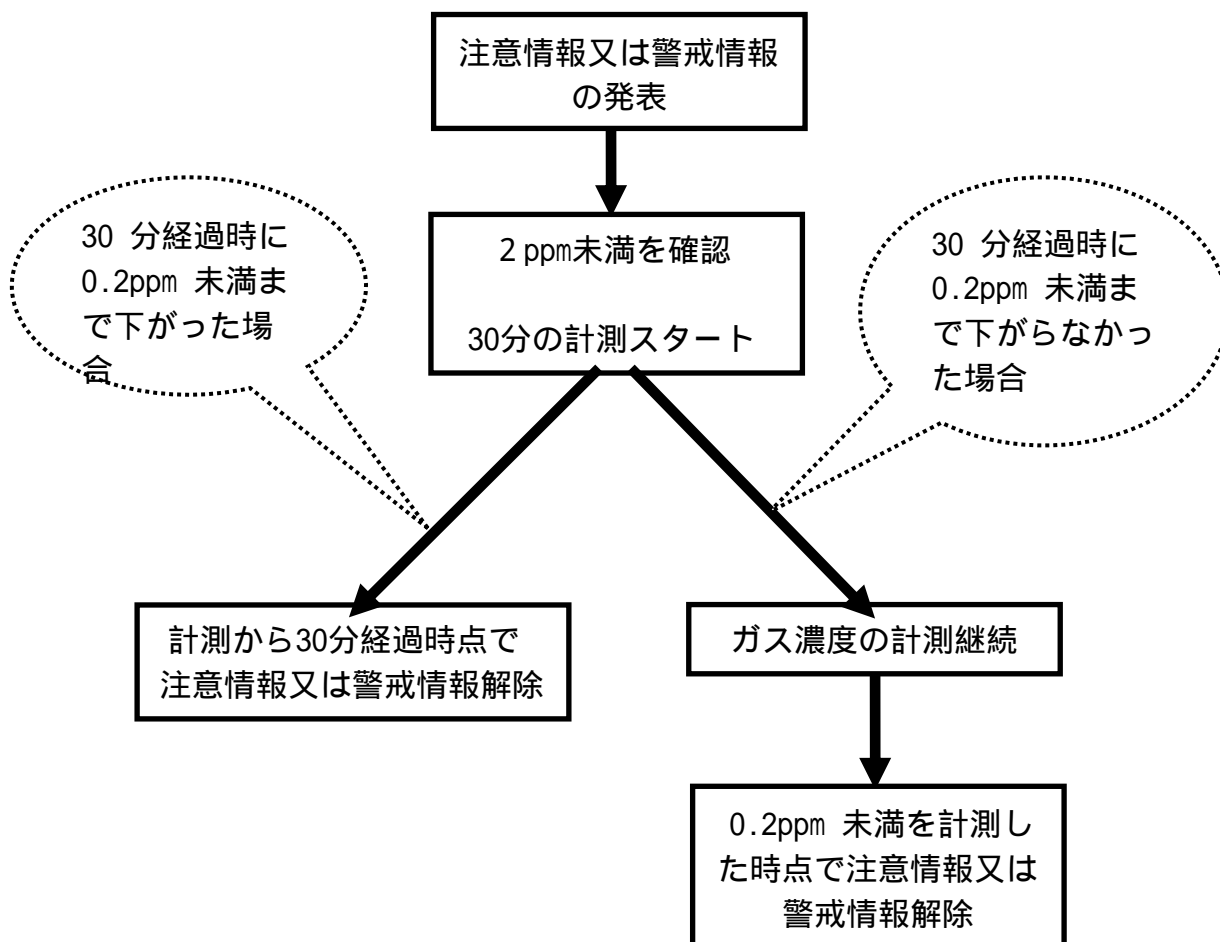 注意情報又は警戒情報
の発表
2 ppm未満を確認
30分の計測スタート
30 分経過時に
0.2ppm 未満ま
で下がった場
合
30 分経過時に
0.2ppm 未満ま
で下がらなかっ
た場合
計測から30分経過時点で
注意情報又は警戒情報解除
ガス濃度の計測継続
0.2ppm 未満を計測し
た時点で注意情報又は
警戒情報解除